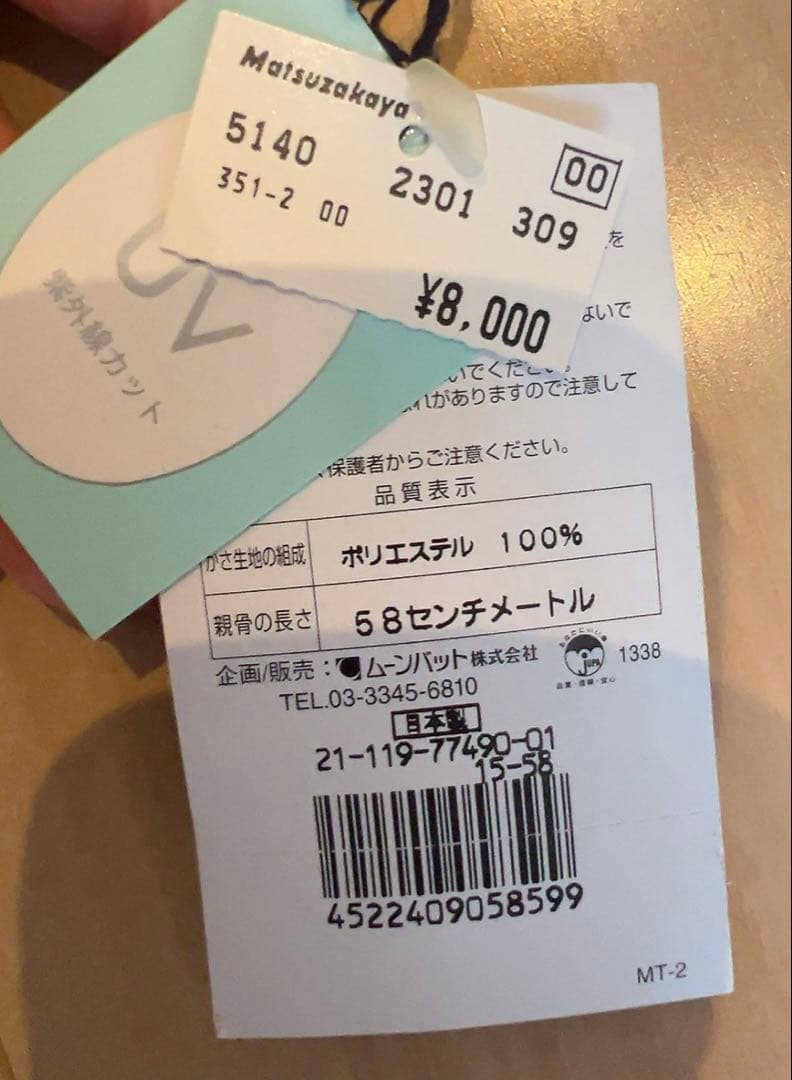 Matsuzakaya
5140 2301 309 00
351-2 00
¥8,000
UV
紫外線カット
を
ないで
いでください。
れがありますので注意して
保護者からご注意ください。
品質表示
かさ生地の組成 ポリエステル 100%
親骨の長さ 58センチメートル
企画/販売：ムーンバット株式会社
TEL.03-3345-6810
JUPA
1338
日本製
21-119-77490-01
15-58
4522409058599
MT-2